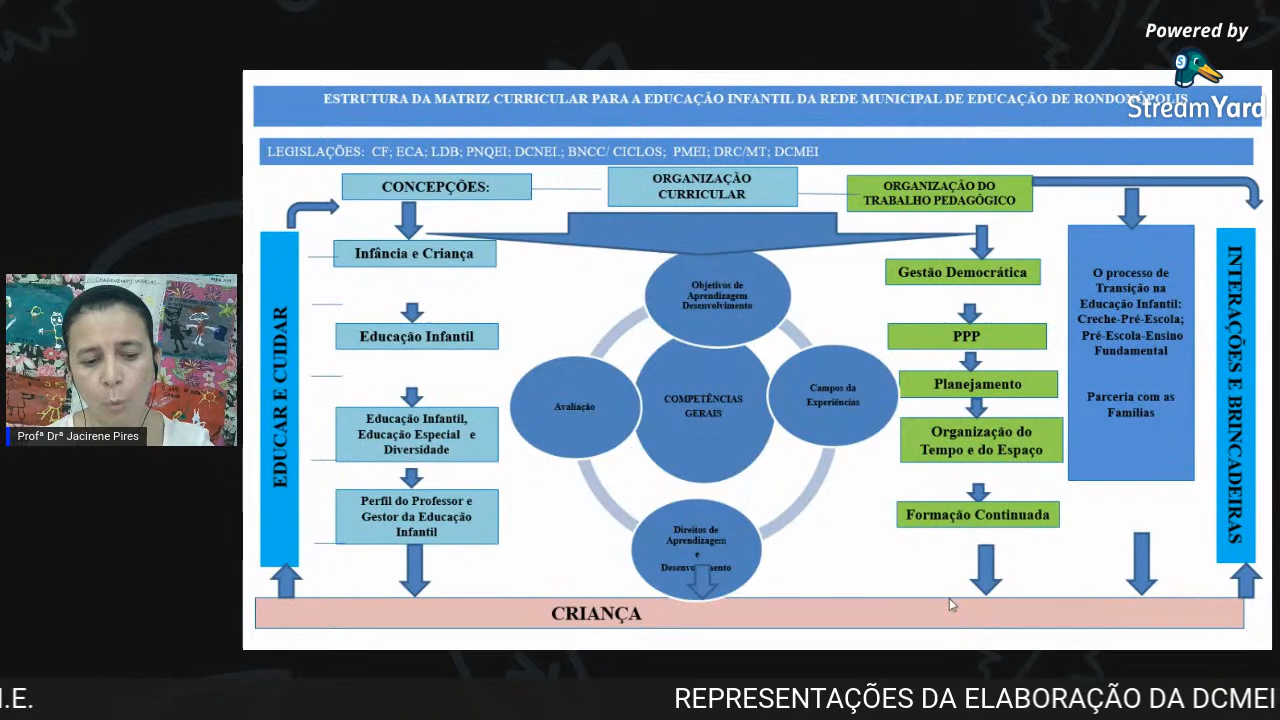 Powered by
StreamYard
ESTRUTURA DA MATRIZ CURRICULAR PARA A EDUCAÇÃO INFANTIL DA REDE MUNICIPAL DE EDUCAÇÃO DE RONDONÓPOLIS
LEGISLAÇÕES: CF; ECA; LDB; PNQEI; DCNEI.; BNCC/ CICLOS; PMEI; DRC/MT; DCMEI
CONCEPÇÕES:
ORGANIZAÇÃO
CURRICULAR
ORGANIZAÇÃO DO
TRABALHO PEDAGÓGICO
EDUCAR E CUIDAR
Infância e Criança
Educação Infantil
Educação Infantil,
Educação Especial e
Diversidade
Perfil do Professor e
Gestor da Educação
Infantil
Objetivos de
Aprendizagem
Desenvolvimento
Avaliação
COMPETÊNCIAS
GERAIS
Campos da
Experiências
Direitos de
Aprendizagem
e
Desenvolvimento
Gestão Democrática
PPP
Planejamento
Organização do
Tempo e do Espaço
Formação Continuada
O processo de
Transição na
Educação Infantil:
Creche-Pré-Escola;
Pré-Escola-Ensino
Fundamental
Parceria com as
Famílias
INTERAÇÕES E BRINCADEIRAS
CRIANÇA
Profª Drª Jacirene Pires
I.E.
REPRESENTAÇÕES DA ELABORAÇÃO DA DCMEI